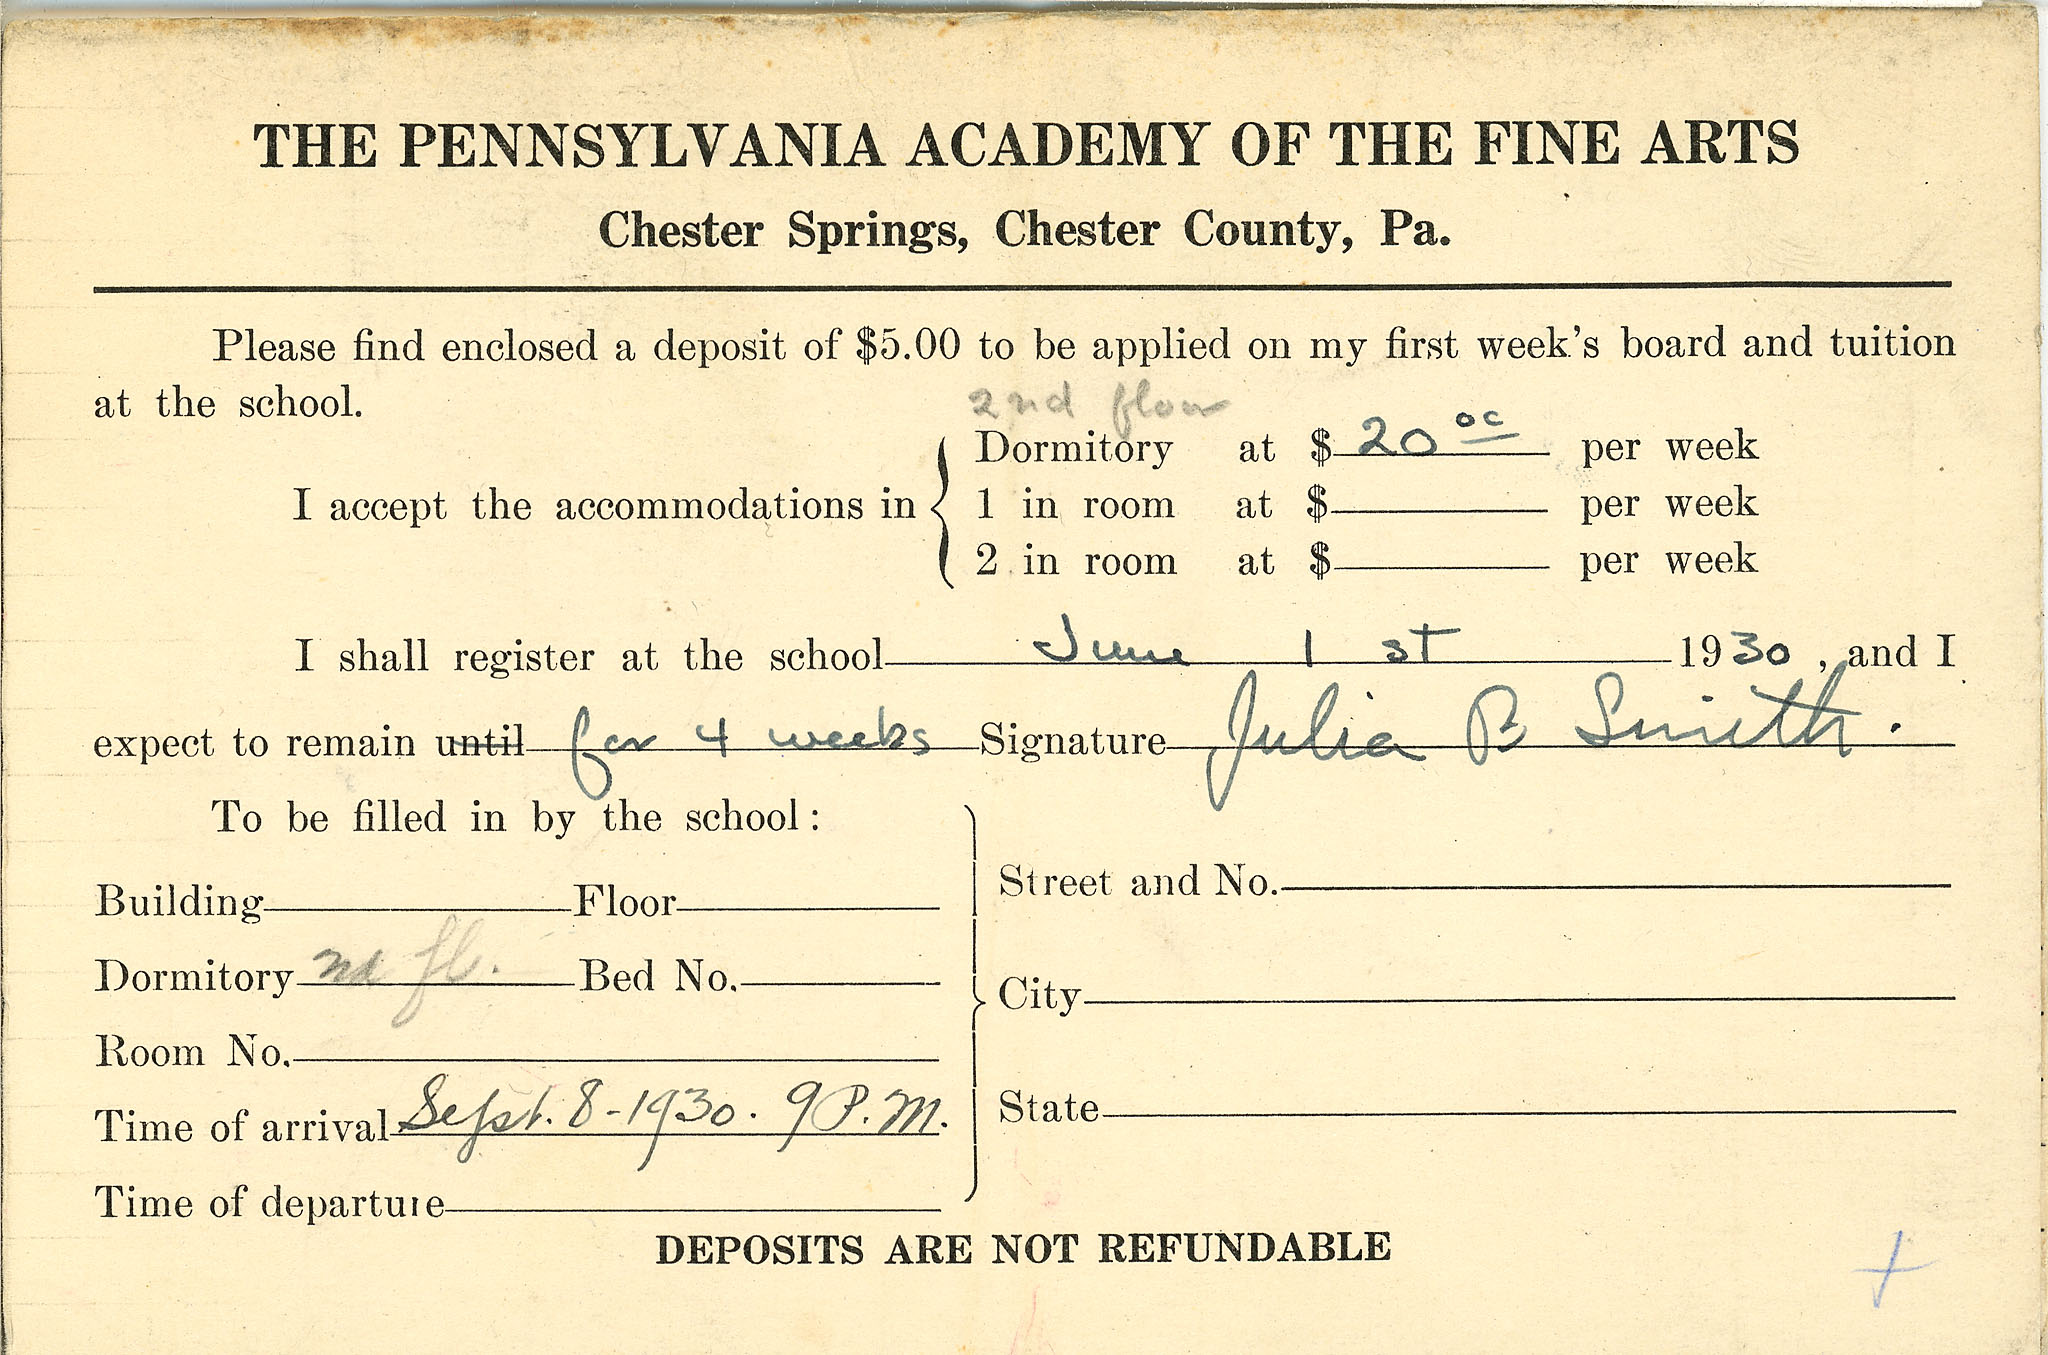 THE PENNSYLVANIA ACADEMY OF THE FINE ARTS
Chester Springs, Chester County, Pa.
Please find enclosed a deposit of $5.00 to be applied on my first week's board and tuition
at the school.
2nd floor
Dormitory at $ 20 00 per week
I accept the accommodations in { 1 in room at $ per week
2 in room at $ per week
I shall register at the school June 1 st 1930, and I
expect to remain until for 4 weeks Signature Julia B Smith.
To be filled in by the school:
Building Floor
Dormitory 2nd fl. Bed No.
Room No.
Time of arrival Sept. 8-1930. 9 P.M.
Time of departure
Street and No.
City
State
DEPOSITS ARE NOT REFUNDABLE